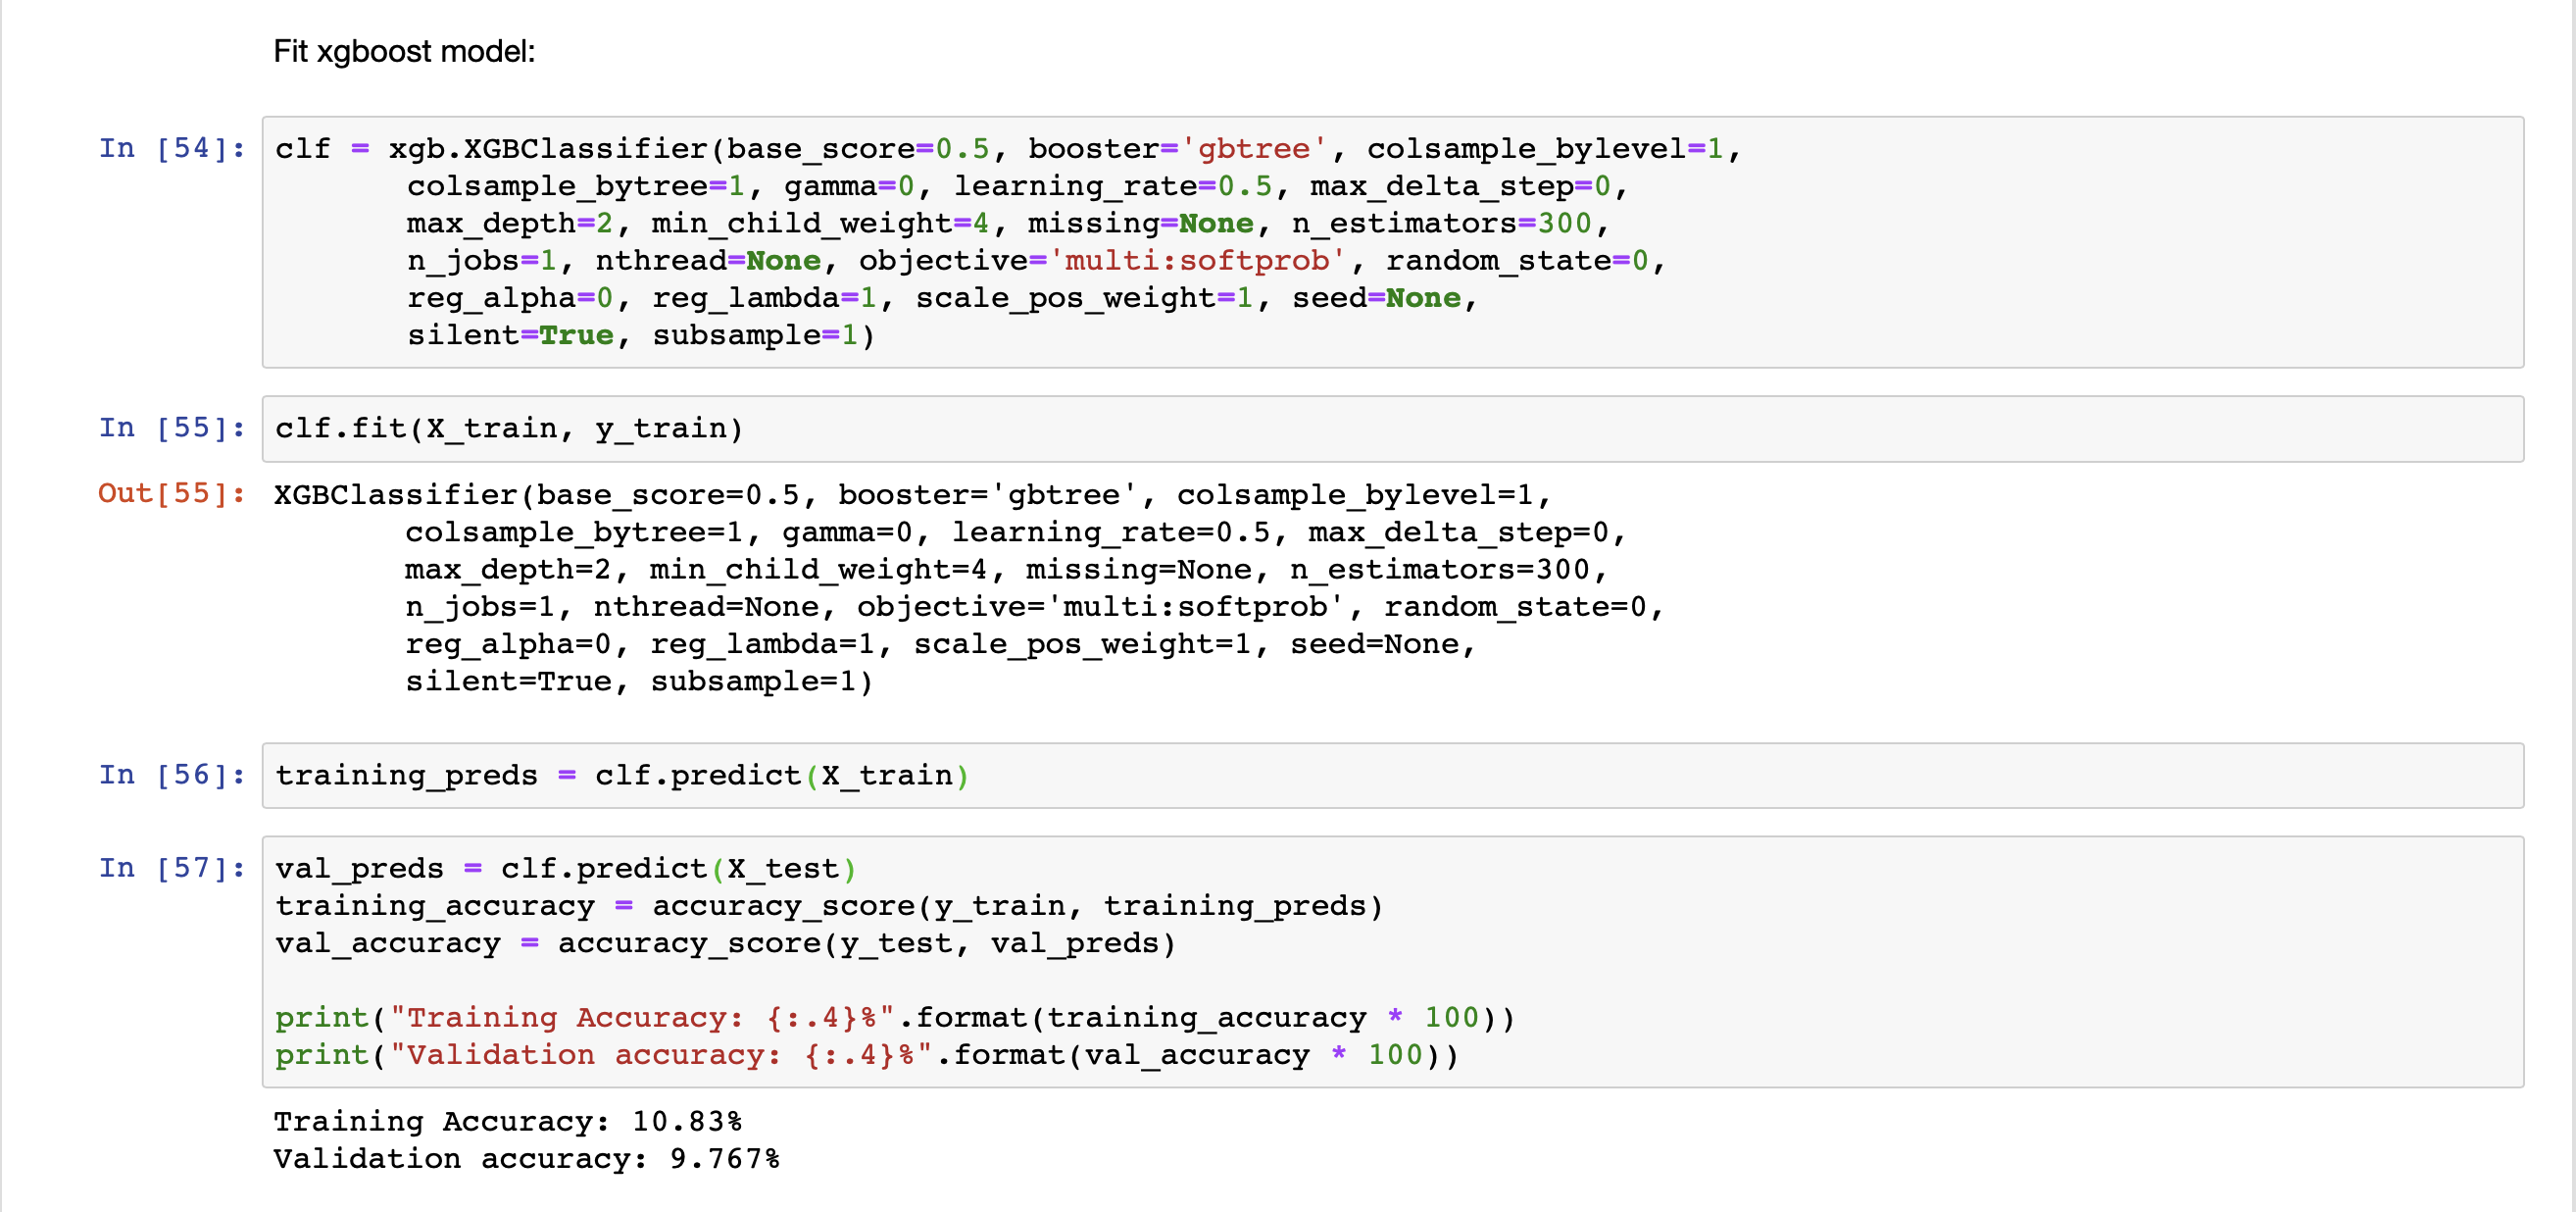 Fit xgboost model:
In [54]: clf = xgb.XGBClassifier(base_score=0.5, booster='gbtree', colsample_bylevel=1,
colsample_bytree=1, gamma=0, learning_rate=0.5, max_delta_step=0,
max_depth=2, min_child_weight=4, missing=None, n_estimators=300,
n_jobs=1, nthread=None, objective='multi:softprob', random_state=0,
reg_alpha=0, reg_lambda=1, scale_pos_weight=1, seed=None,
silent=True, subsample=1)
In [55]: clf.fit(X_train, y_train)
Out[55]: XGBClassifier(base_score=0.5, booster='gbtree', colsample_bylevel=1,
colsample_bytree=1, gamma=0, learning_rate=0.5, max_delta_step=0,
max_depth=2, min_child_weight=4, missing=None, n_estimators=300,
n_jobs=1, nthread=None, objective='multi:softprob', random_state=0,
reg_alpha=0, reg_lambda=1, scale_pos_weight=1, seed=None,
silent=True, subsample=1)
In [56]: training_preds = clf.predict(X_train)
In [57]: val_preds = clf.predict(X_test)
training_accuracy = accuracy_score(y_train, training_preds)
val_accuracy = accuracy_score(y_test, val_preds)
print("Training Accuracy: {:.4}%".format(training_accuracy * 100))
print("Validation accuracy: {:.4}%".format(val_accuracy * 100))
Training Accuracy: 10.83%
Validation accuracy: 9.767%